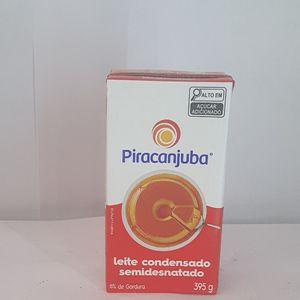 ALTO EM
AÇÚCAR
ADICIONADO
Piracanjuba®
leite condensado
semidesnatado
6% de Gordura
395 g